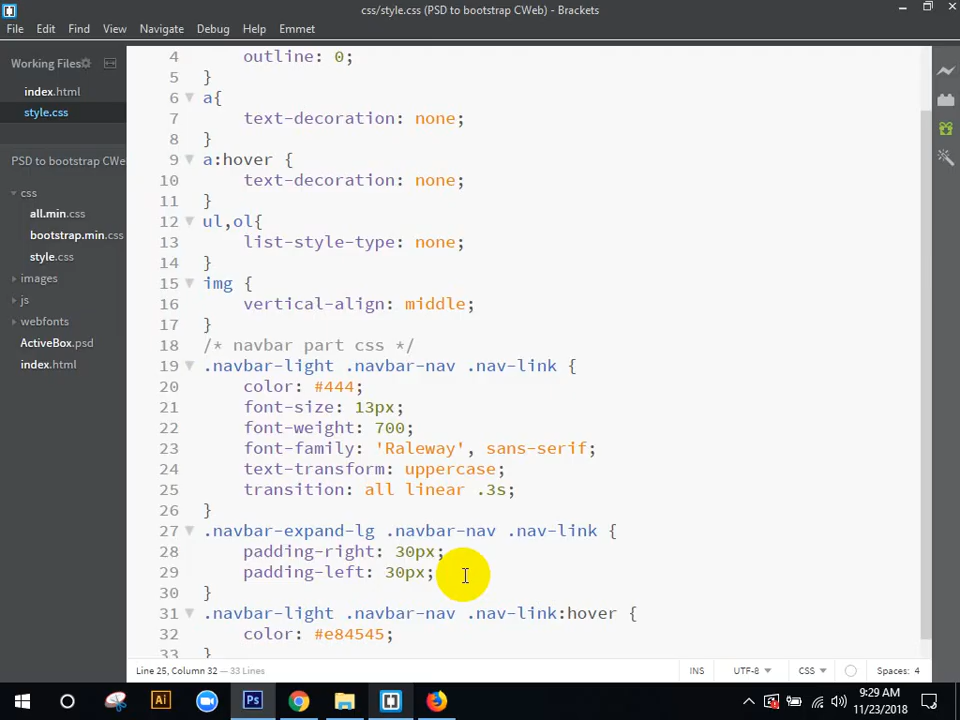 css/style.css (PSD to bootstrap CWeb) - Brackets
File Edit Find View Navigate Debug Help Emmet
Working Files
index.html
style.css
PSD to bootstrap CWe
css
all.min.css
bootstrap.min.css
style.css
images
js
webfonts
ActiveBox.psd
index.html
4 outline: 0;
5 }
6 a{
7 text-decoration: none;
8 }
9 a:hover {
10 text-decoration: none;
11 }
12 ul,ol{
13 list-style-type: none;
14 }
15 img {
16 vertical-align: middle;
17 }
18 /* navbar part css */
19 .navbar-light .navbar-nav .nav-link {
20 color: #444;
21 font-size: 13px;
22 font-weight: 700;
23 font-family: 'Raleway', sans-serif;
24 text-transform: uppercase;
25 transition: all linear .3s;
26 }
27 .navbar-expand-lg .navbar-nav .nav-link {
28 padding-right: 30px;
29 padding-left: 30px;
30 }
31 .navbar-light .navbar-nav .nav-link:hover {
32 color: #e84545;
33 }
Line 25, Column 32 — 33 Lines
INS UTF-8 CSS Spaces: 4
Ai Ps
9:29 AM
11/23/2018